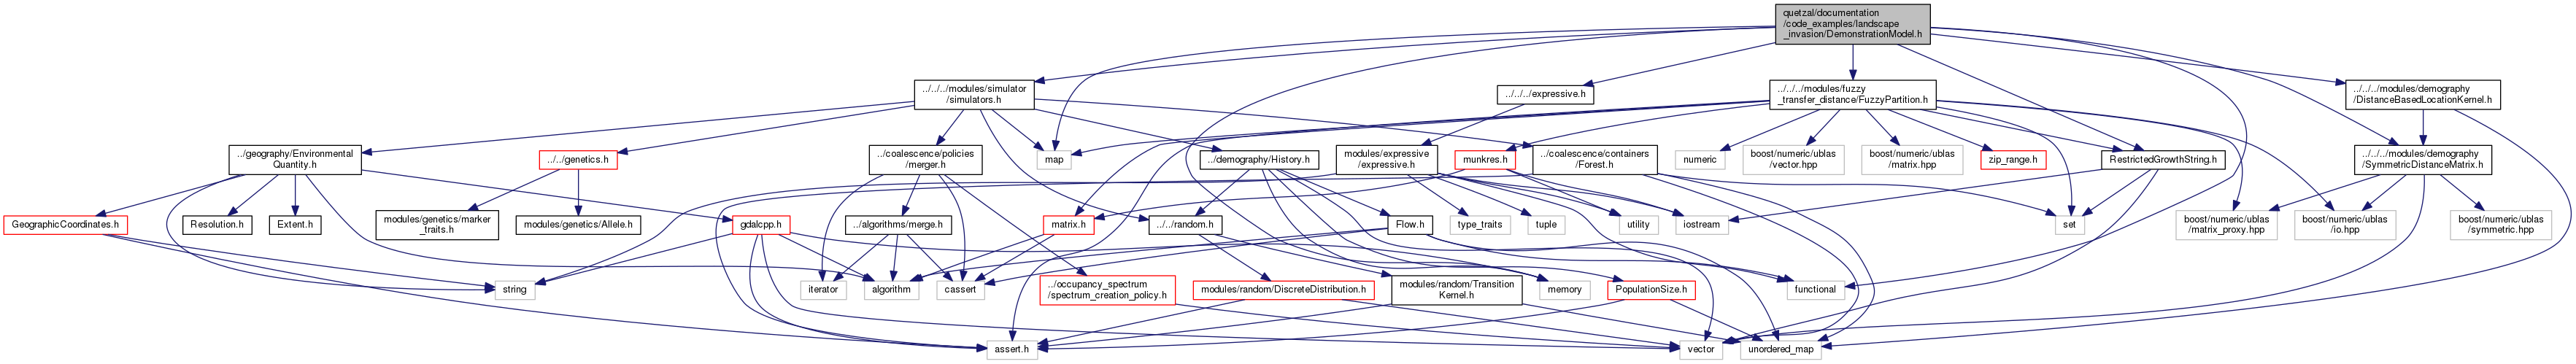 quetzal/documentation
/code_examples/landscape
_invasion/DemonstrationModel.h
../../../modules/simulator
/simulators.h
../../../expressive.h
../../../modules/fuzzy
_transfer_distance/FuzzyPartition.h
../../../modules/demography
/DistanceBasedLocationKernel.h
../geography/Environmental
Quantity.h
../../genetics.h
../coalescence/policies
/merger.h
map
../demography/History.h
../coalescence/containers
/Forest.h
modules/expressive
/expressive.h
munkres.h
numeric
boost/numeric/ublas
/vector.hpp
boost/numeric/ublas
/matrix.hpp
zip_range.h
RestrictedGrowthString.h
../../../modules/demography
/SymmetricDistanceMatrix.h
GeographicCoordinates.h
Resolution.h
Extent.h
gdalcpp.h
modules/genetics/marker
_traits.h
modules/genetics/Allele.h
../algorithms/merge.h
matrix.h
../../random.h
Flow.h
type_traits
tuple
utility
iostream
set
boost/numeric/ublas
/matrix_proxy.hpp
boost/numeric/ublas
/io.hpp
boost/numeric/ublas
/symmetric.hpp
string
iterator
algorithm
cassert
../occupancy_spectrum
/spectrum_creation_policy.h
modules/random/DiscreteDistribution.h
modules/random/Transition
Kernel.h
memory
PopulationSize.h
functional
assert.h
vector
unordered_map